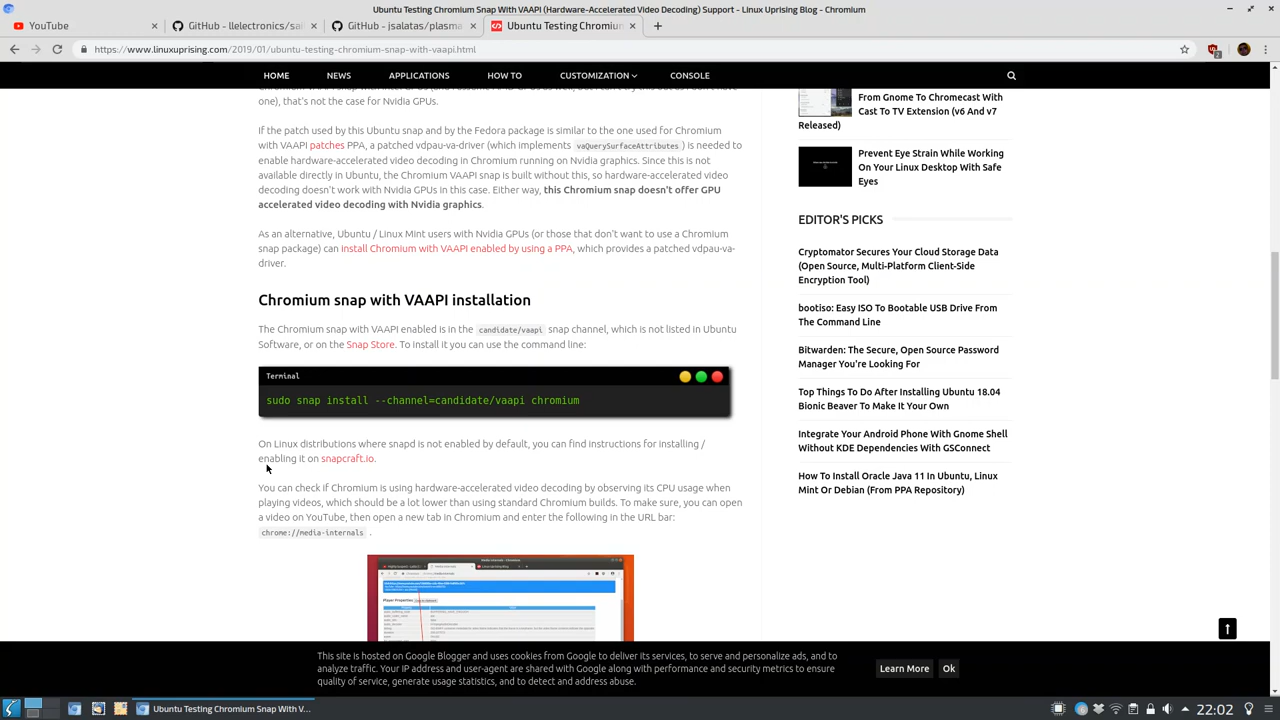 Ubuntu Testing Chromium Snap With VAAPI (Hardware-Accelerated Video Decoding) Support - Linux Uprising Blog - Chromium
YouTube
GitHub - lelectronics/sail
GitHub - jsalatas/plasma
Ubuntu Testing Chromium
https://www.linuxuprising.com/2019/01/ubuntu-testing-chromium-snap-with-vaapi.html
2
HOME NEWS APPLICATIONS HOW TO CUSTOMIZATION CONSOLE
one), that's not the case for Nvidia GPUs.
If the patch used by this Ubuntu snap and by the Fedora package is similar to the one used for Chromium
with VAAPI patches PPA, a patched vdpau-va-driver (which implements vaQuerySurfaceAttributes ) is needed to
enable hardware-accelerated video decoding in Chromium running on Nvidia graphics. Since this is not
available directly in Ubuntu, the Chromium VAAPI snap is built without this, so hardware-accelerated video
decoding doesn't work with Nvidia GPUs in this case. Either way, this Chromium snap doesn't offer GPU
accelerated video decoding with Nvidia graphics.
As an alternative, Ubuntu / Linux Mint users with Nvidia GPUs (or those that don't want to use a Chromium
snap package) can install Chromium with VAAPI enabled by using a PPA, which provides a patched vdpau-va-
driver.
Chromium snap with VAAPI installation
The Chromium snap with VAAPI enabled is in the candidate/vaapi snap channel, which is not listed in Ubuntu
Software, or on the Snap Store. To install it you can use the command line:
Terminal
sudo snap install --channel=candidate/vaapi chromium
On Linux distributions where snapd is not enabled by default, you can find instructions for installing /
enabling it on snapcraft.io.
You can check if Chromium is using hardware-accelerated video decoding by observing its CPU usage when
playing videos, which should be a lot lower than using standard Chromium builds. To make sure, you can open
a video on YouTube, then open a new tab in Chromium and enter the following in the URL bar:
chrome://media-internals .
From Gnome To Chromecast With
Cast To TV Extension (v6 And v7
Released)
Prevent Eye Strain While Working
On Your Linux Desktop With Safe
Eyes
EDITOR'S PICKS
Cryptomator Secures Your Cloud Storage Data
(Open Source, Multi-Platform Client-Side
Encryption Tool)
bootiso: Easy ISO To Bootable USB Drive From
The Command Line
Bitwarden: The Secure, Open Source Password
Manager You're Looking For
Top Things To Do After Installing Ubuntu 18.04
Bionic Beaver To Make It Your Own
Integrate Your Android Phone With Gnome Shell
Without KDE Dependencies With GSConnect
How To Install Oracle Java 11 In Ubuntu, Linux
Mint Or Debian (From PPA Repository)
This site is hosted on Google Blogger and uses cookies from Google to deliver its services, to serve and personalize ads, and to
analyze traffic. Your IP address and user-agent are shared with Google along with performance and security metrics to ensure
quality of service, generate usage statistics, and to detect and address abuse.
Learn More Ok
Ubuntu Testing Chromium Snap With V...
22:02